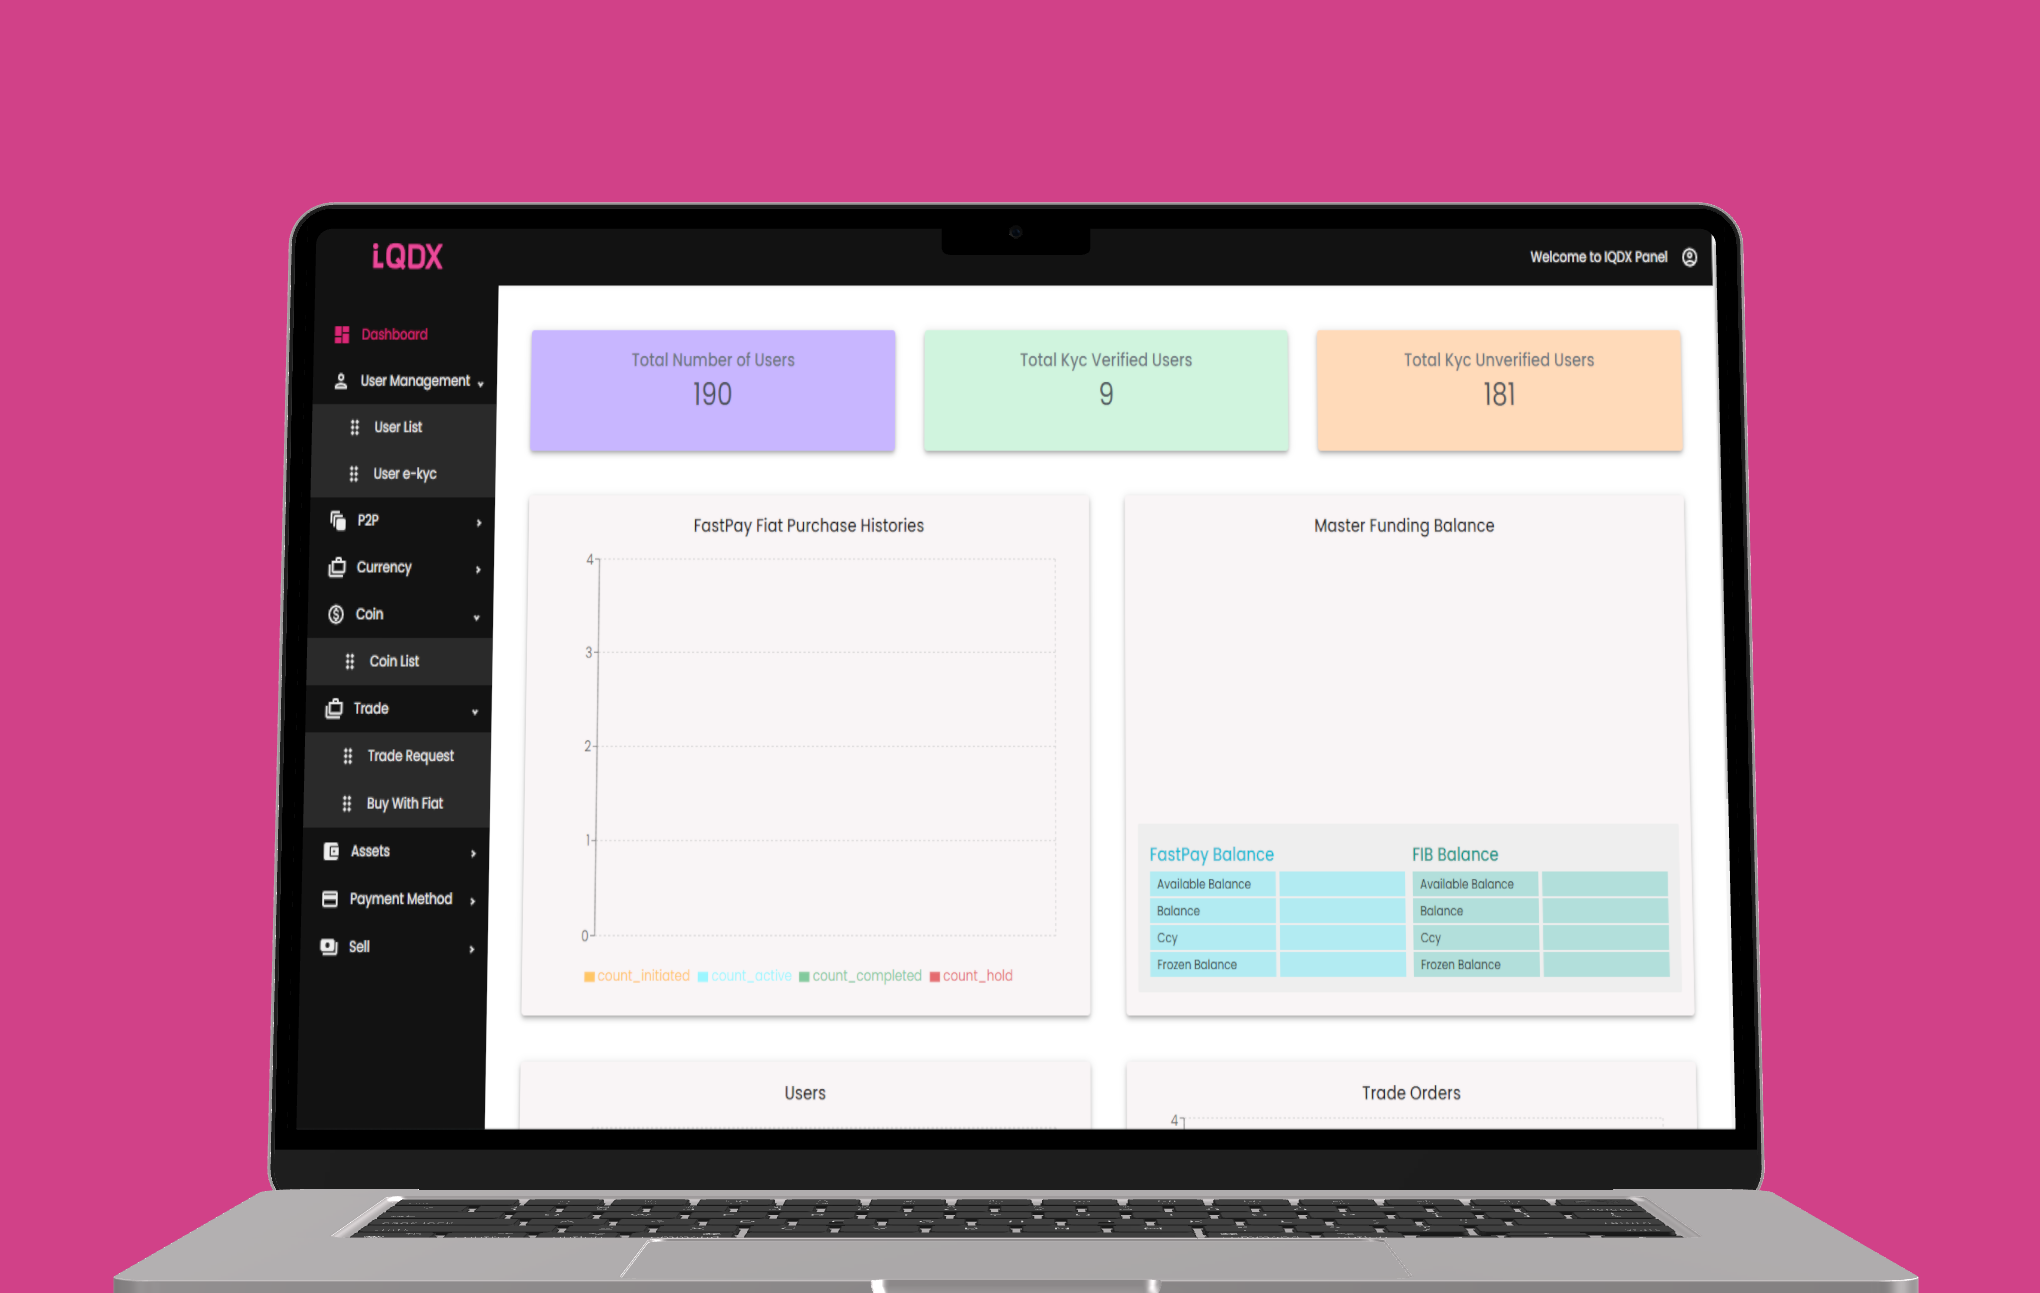 iQDX
Welcome to IQDX Panel
Dashboard
User Management
User List
User e-kyc
P2P
Currency
Coin
Coin List
Trade
Trade Request
Buy With Fiat
Assets
Payment Method
Sell
Total Number of Users
190
Total Kyc Verified Users
9
Total Kyc Unverified Users
181
FastPay Fiat Purchase Histories
4
3
2
1
0
count_initiated count_active count_completed count_hold
Master Funding Balance
FastPay Balance
Available Balance
Balance
Ccy
Frozen Balance
FIB Balance
Available Balance
Balance
Ccy
Frozen Balance
Users
Trade Orders
4